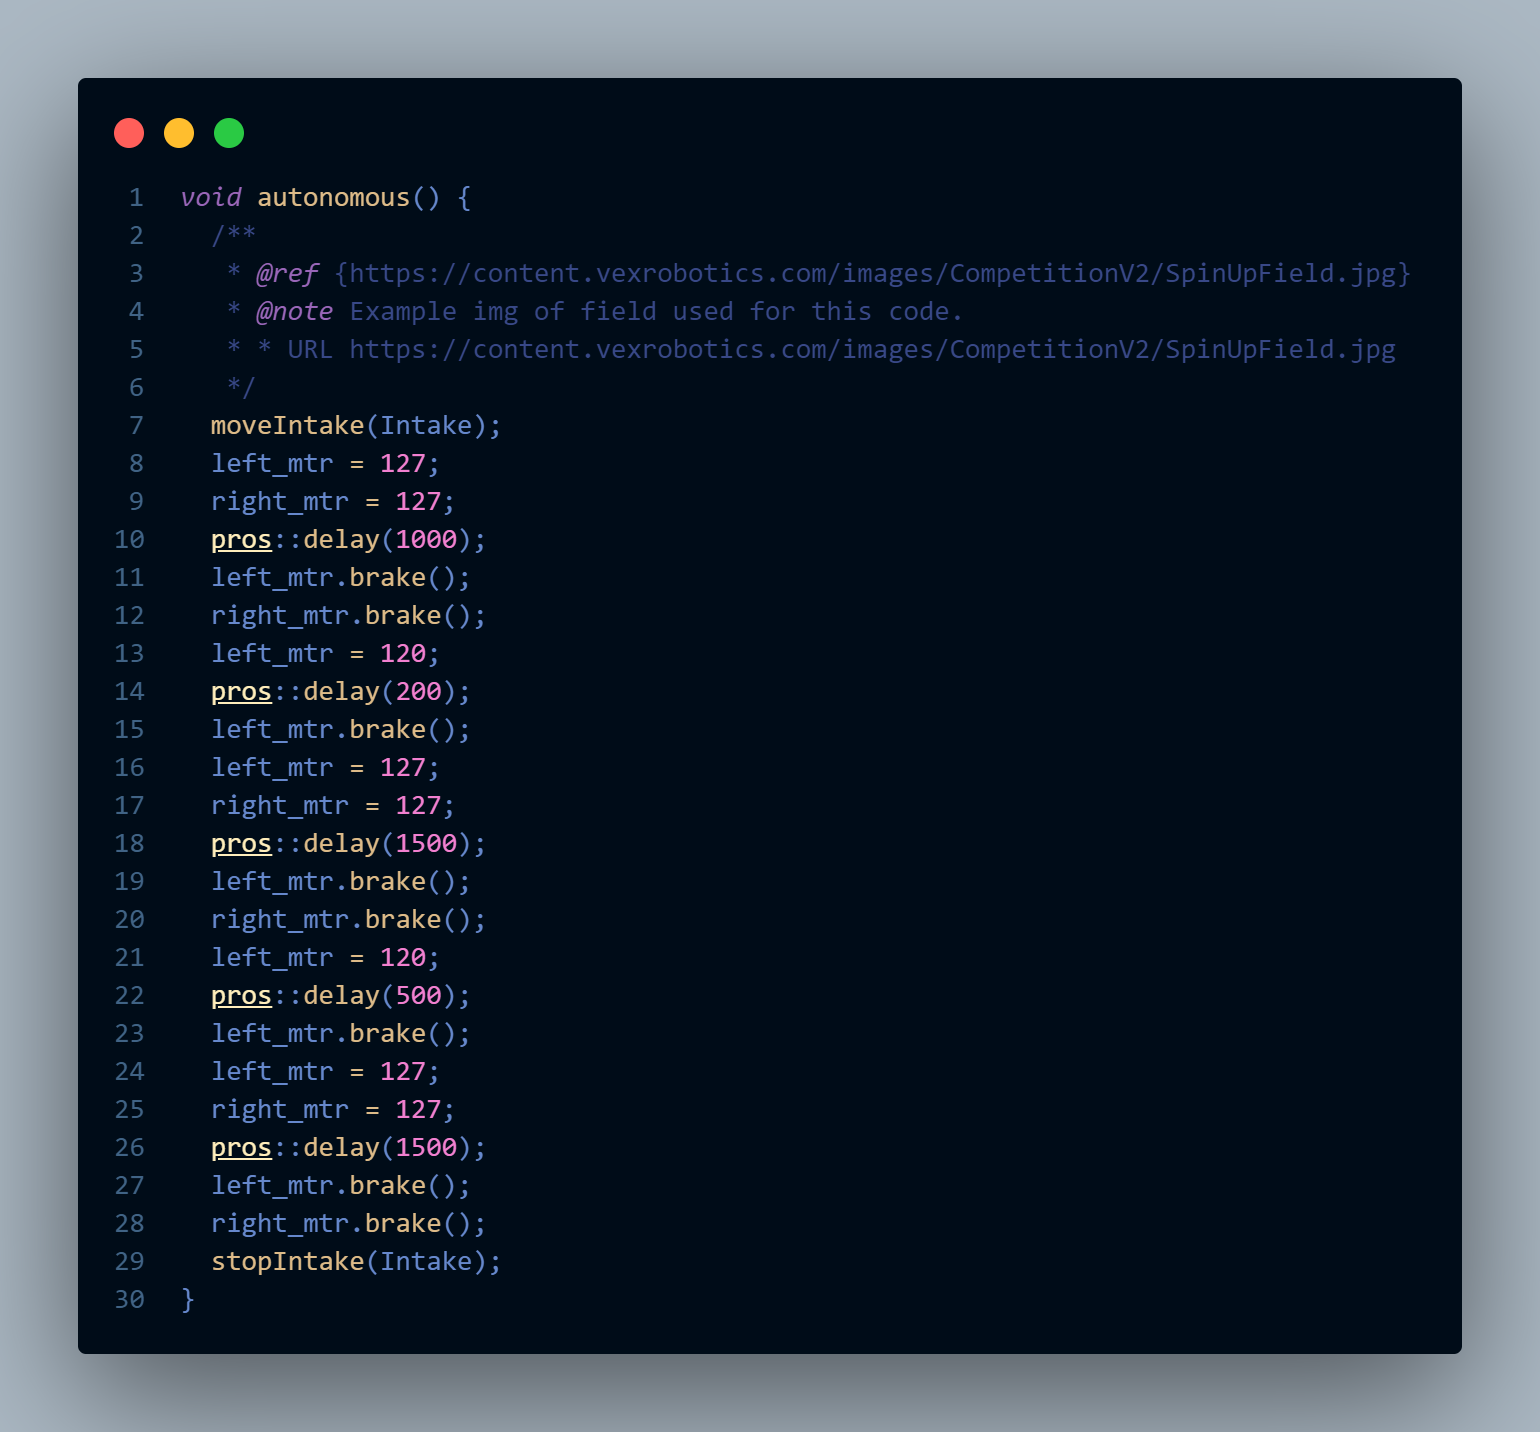 1 void autonomous() {
2 /**
3 * @ref {https://content.vexrobotics.com/images/CompetitionV2/SpinUpField.jpg}
4 * @note Example img of field used for this code.
5 * * URL https://content.vexrobotics.com/images/CompetitionV2/SpinUpField.jpg
6 */
7 moveIntake(Intake);
8 left_mtr = 127;
9 right_mtr = 127;
10 pros::delay(1000);
11 left_mtr.brake();
12 right_mtr.brake();
13 left_mtr = 120;
14 pros::delay(200);
15 left_mtr.brake();
16 left_mtr = 127;
17 right_mtr = 127;
18 pros::delay(1500);
19 left_mtr.brake();
20 right_mtr.brake();
21 left_mtr = 120;
22 pros::delay(500);
23 left_mtr.brake();
24 left_mtr = 127;
25 right_mtr = 127;
26 pros::delay(1500);
27 left_mtr.brake();
28 right_mtr.brake();
29 stopIntake(Intake);
30 }